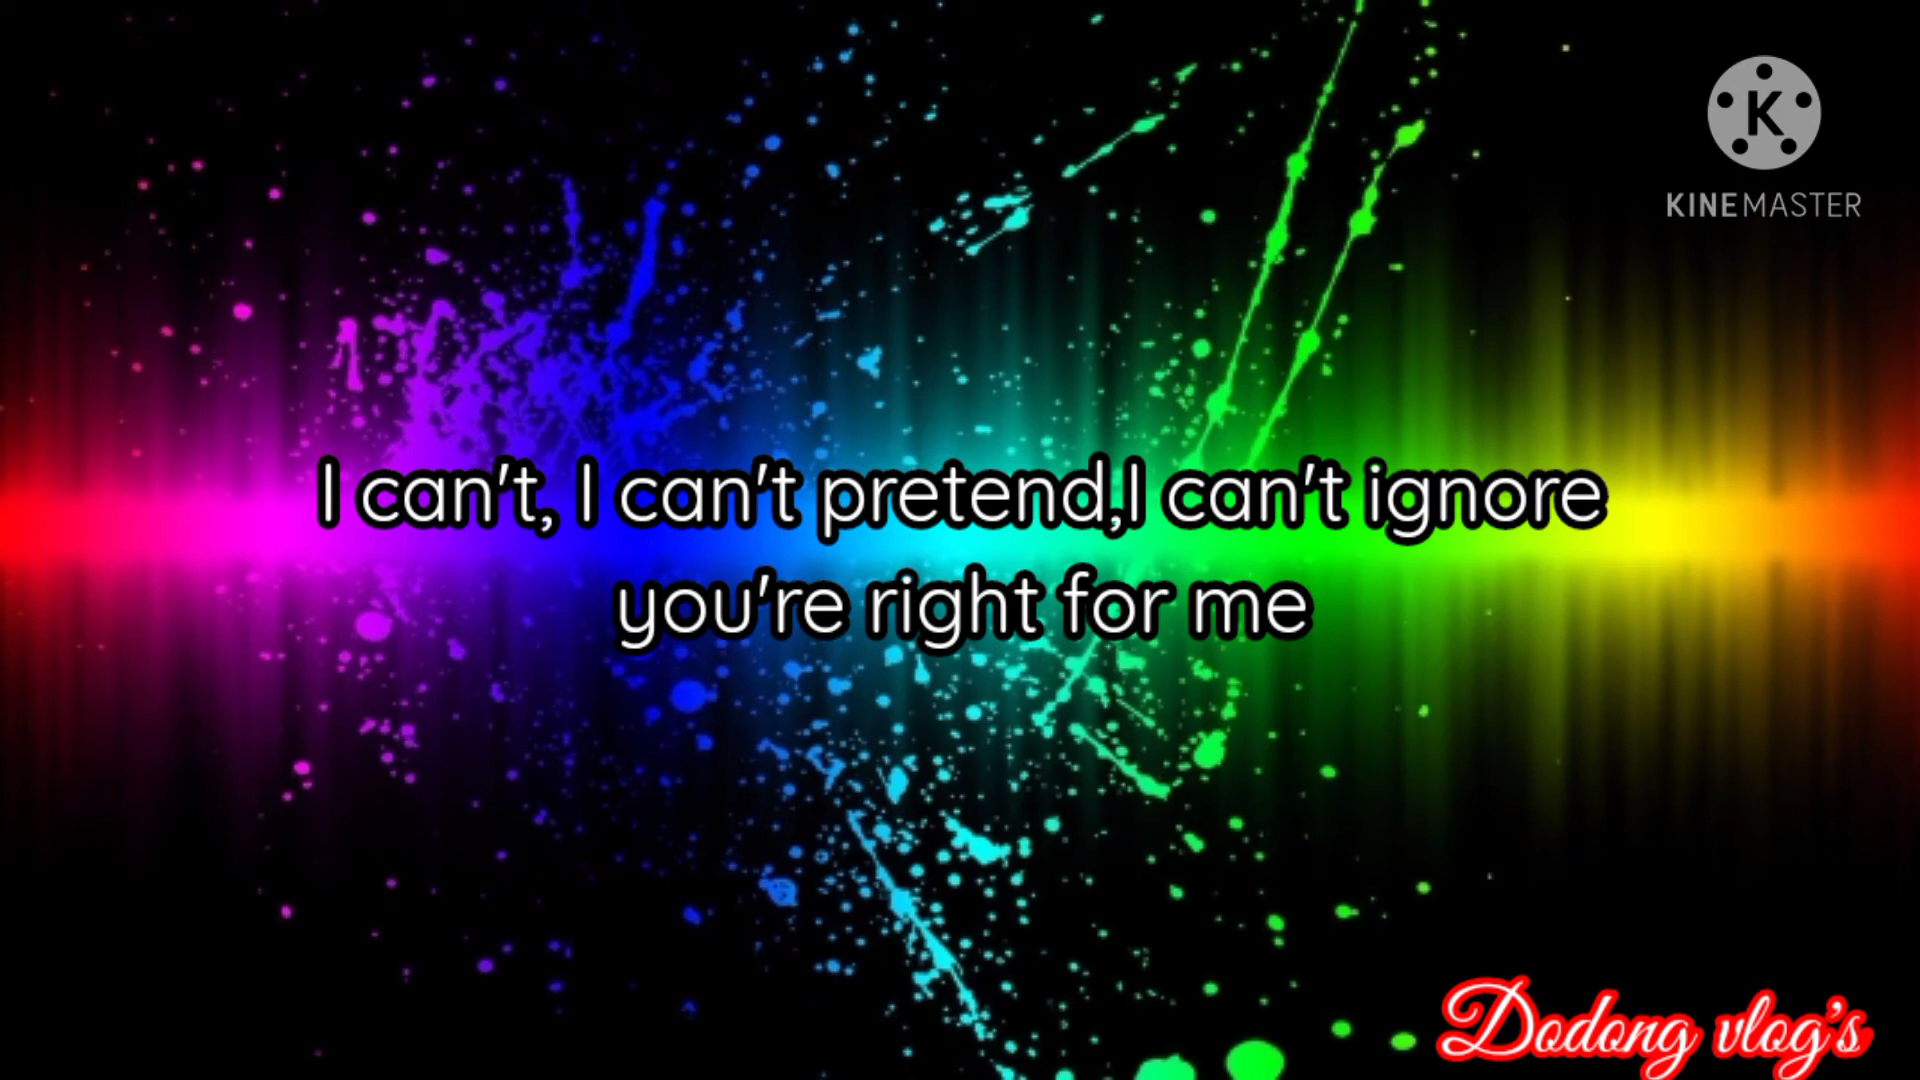 K
KINEMASTER
I can't, I can't pretend,I can't ignore
you're right for me
Dodong vlog's